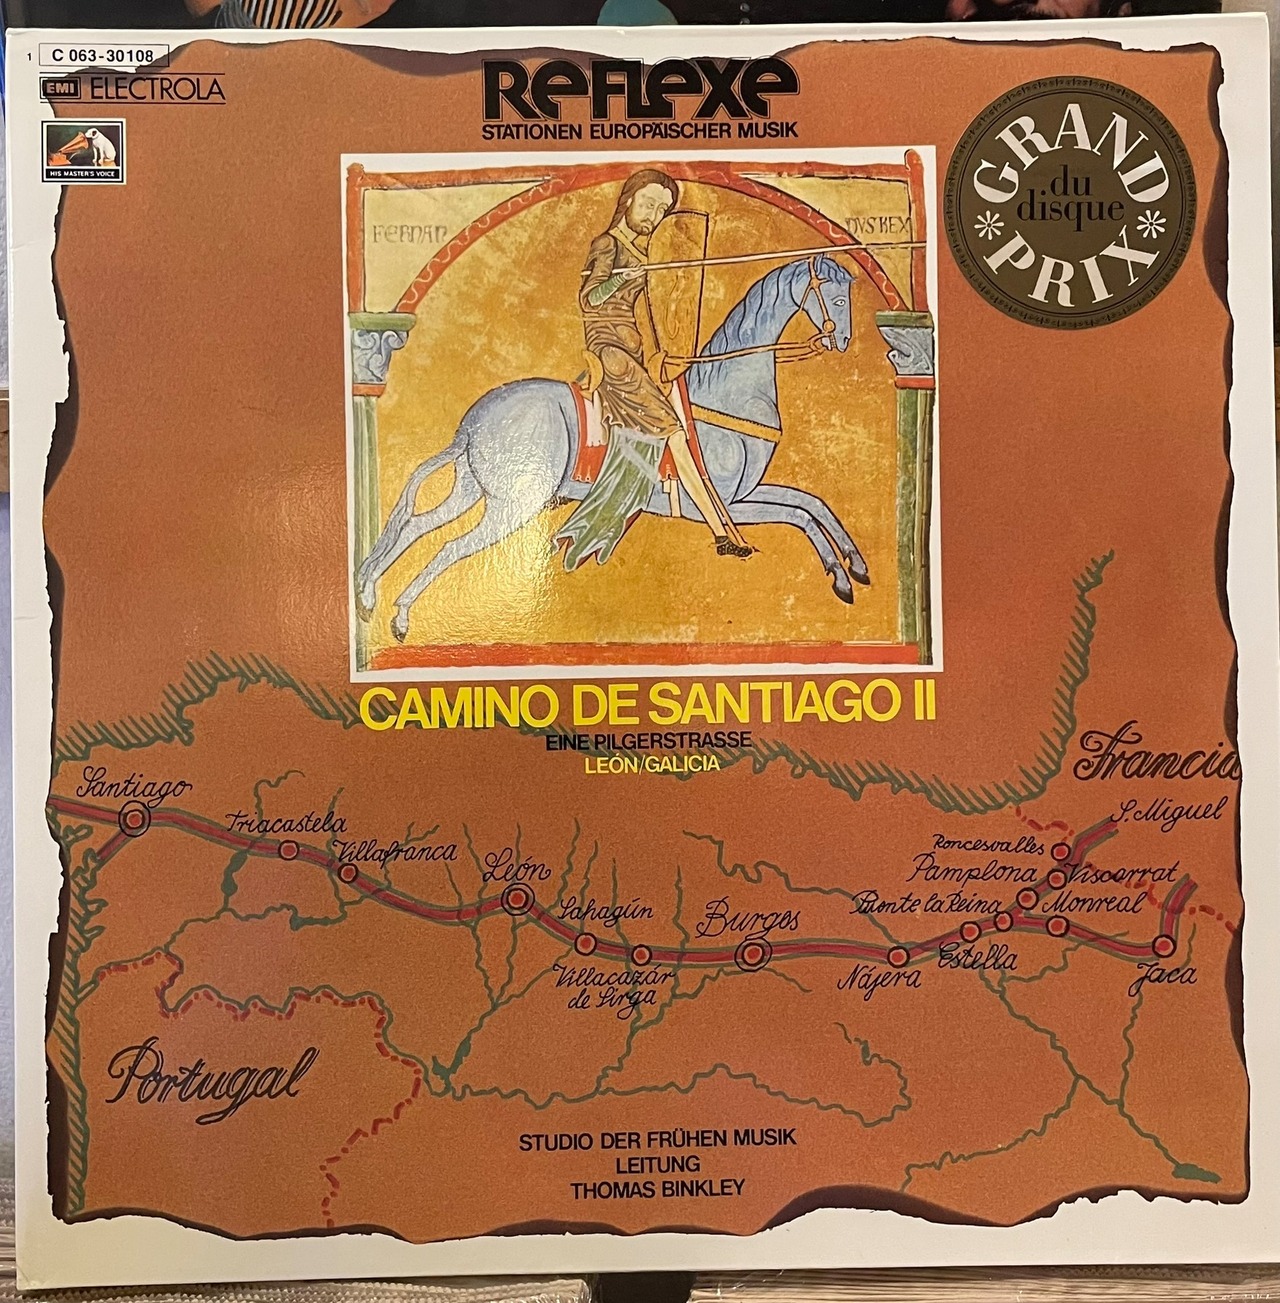 1 C 063-30108
EMI ELECTROLA
HIS MASTER'S VOICE
ReFLexe
STATIONEN EUROPÄISCHER MUSIK
GRAND
du
disque
PRIX
FERNAN
DVS REX
CAMINO DE SANTIAGO II
EINE PILGERSTRASSE
LEÓN/GALICIA
Francia
Santiago
S. Miguel
Triacastela
Roncesvalles
Villafranca
Pamplona
Viscarrat
León
Puente la Reina
Monreal
Sahagún
Burgos
Estella
Villacazár
de Sirga
Nájera
Jaca
Portugal
STUDIO DER FRÜHEN MUSIK
LEITUNG
THOMAS BINKLEY